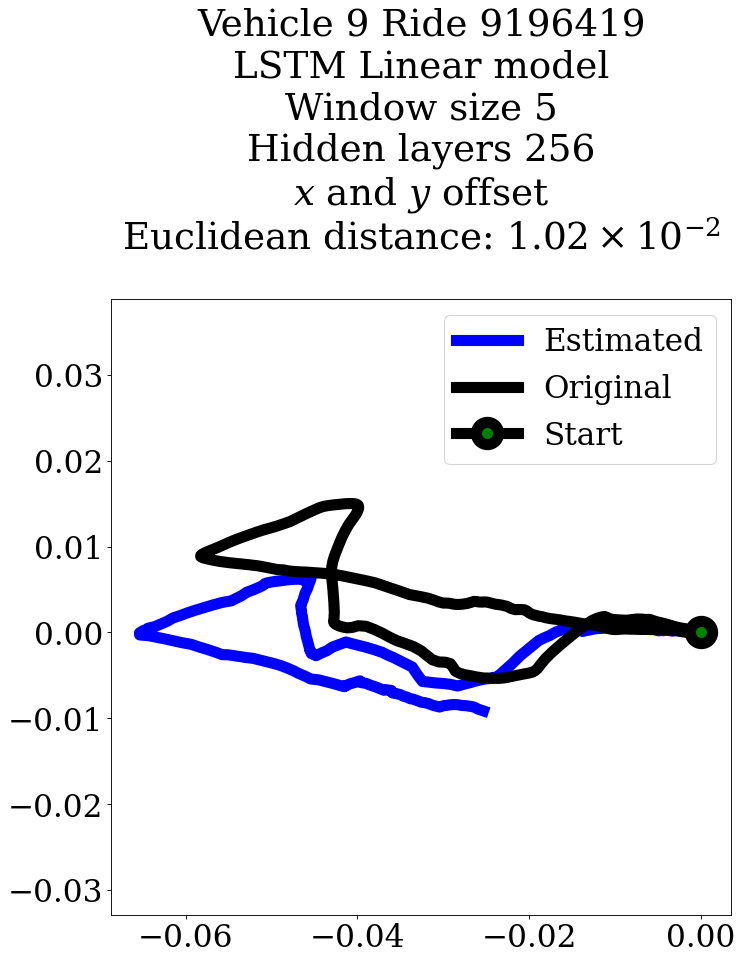 Vehicle 9 Ride 9196419
LSTM Linear model
Window size 5
Hidden layers 256
x and y offset
Euclidean distance: 1.02 × 10⁻²
Estimated
Original
Start
0.03
0.02
0.01
0.00
−0.01
−0.02
−0.03
−0.06 −0.04 −0.02 0.00